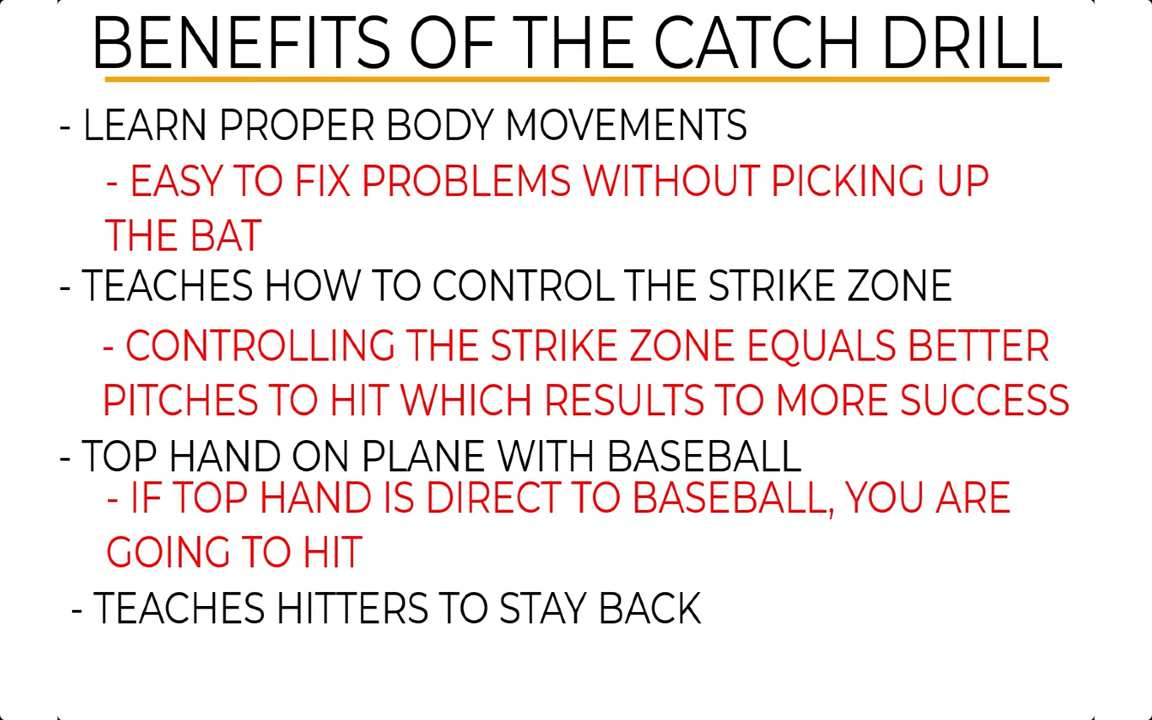 BENEFITS OF THE CATCH DRILL
- LEARN PROPER BODY MOVEMENTS
- EASY TO FIX PROBLEMS WITHOUT PICKING UP
THE BAT
- TEACHES HOW TO CONTROL THE STRIKE ZONE
- CONTROLLING THE STRIKE ZONE EQUALS BETTER
PITCHES TO HIT WHICH RESULTS TO MORE SUCCESS
- TOP HAND ON PLANE WITH BASEBALL
- IF TOP HAND IS DIRECT TO BASEBALL, YOU ARE
GOING TO HIT
- TEACHES HITTERS TO STAY BACK